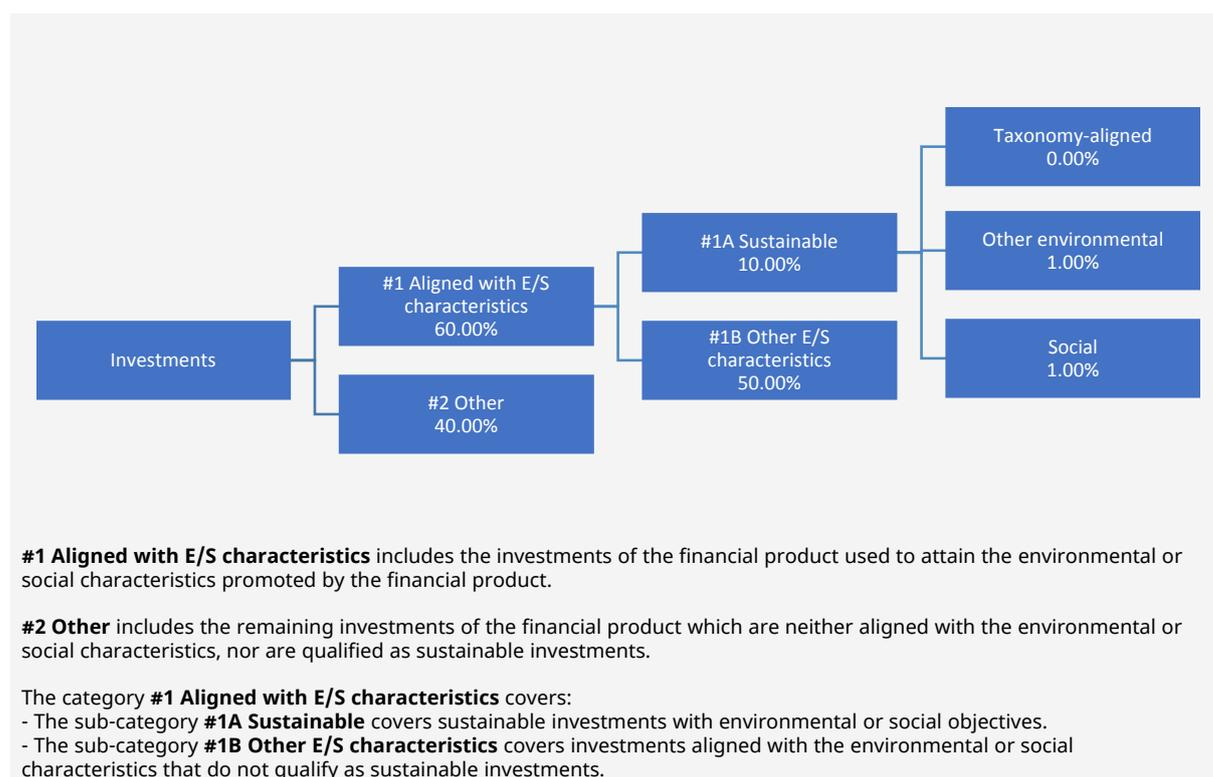 Taxonomy-aligned
0.00%
#1A Sustainable
10.00%
Other environmental
1.00%
#1 Aligned with E/S
characteristics
60.00%
Investments
#1B Other E/S
characteristics
50.00%
Social
1.00%
#2 Other
40.00%
#1 Aligned with E/S characteristics includes the investments of the financial product used to attain the environmental or
social characteristics promoted by the financial product.
#2 Other includes the remaining investments of the financial product which are neither aligned with the environmental or
social characteristics, nor are qualified as sustainable investments.
The category #1 Aligned with E/S characteristics covers:
- The sub-category #1A Sustainable covers sustainable investments with environmental or social objectives.
- The sub-category #1B Other E/S characteristics covers investments aligned with the environmental or social
characteristics that do not qualify as sustainable investments.